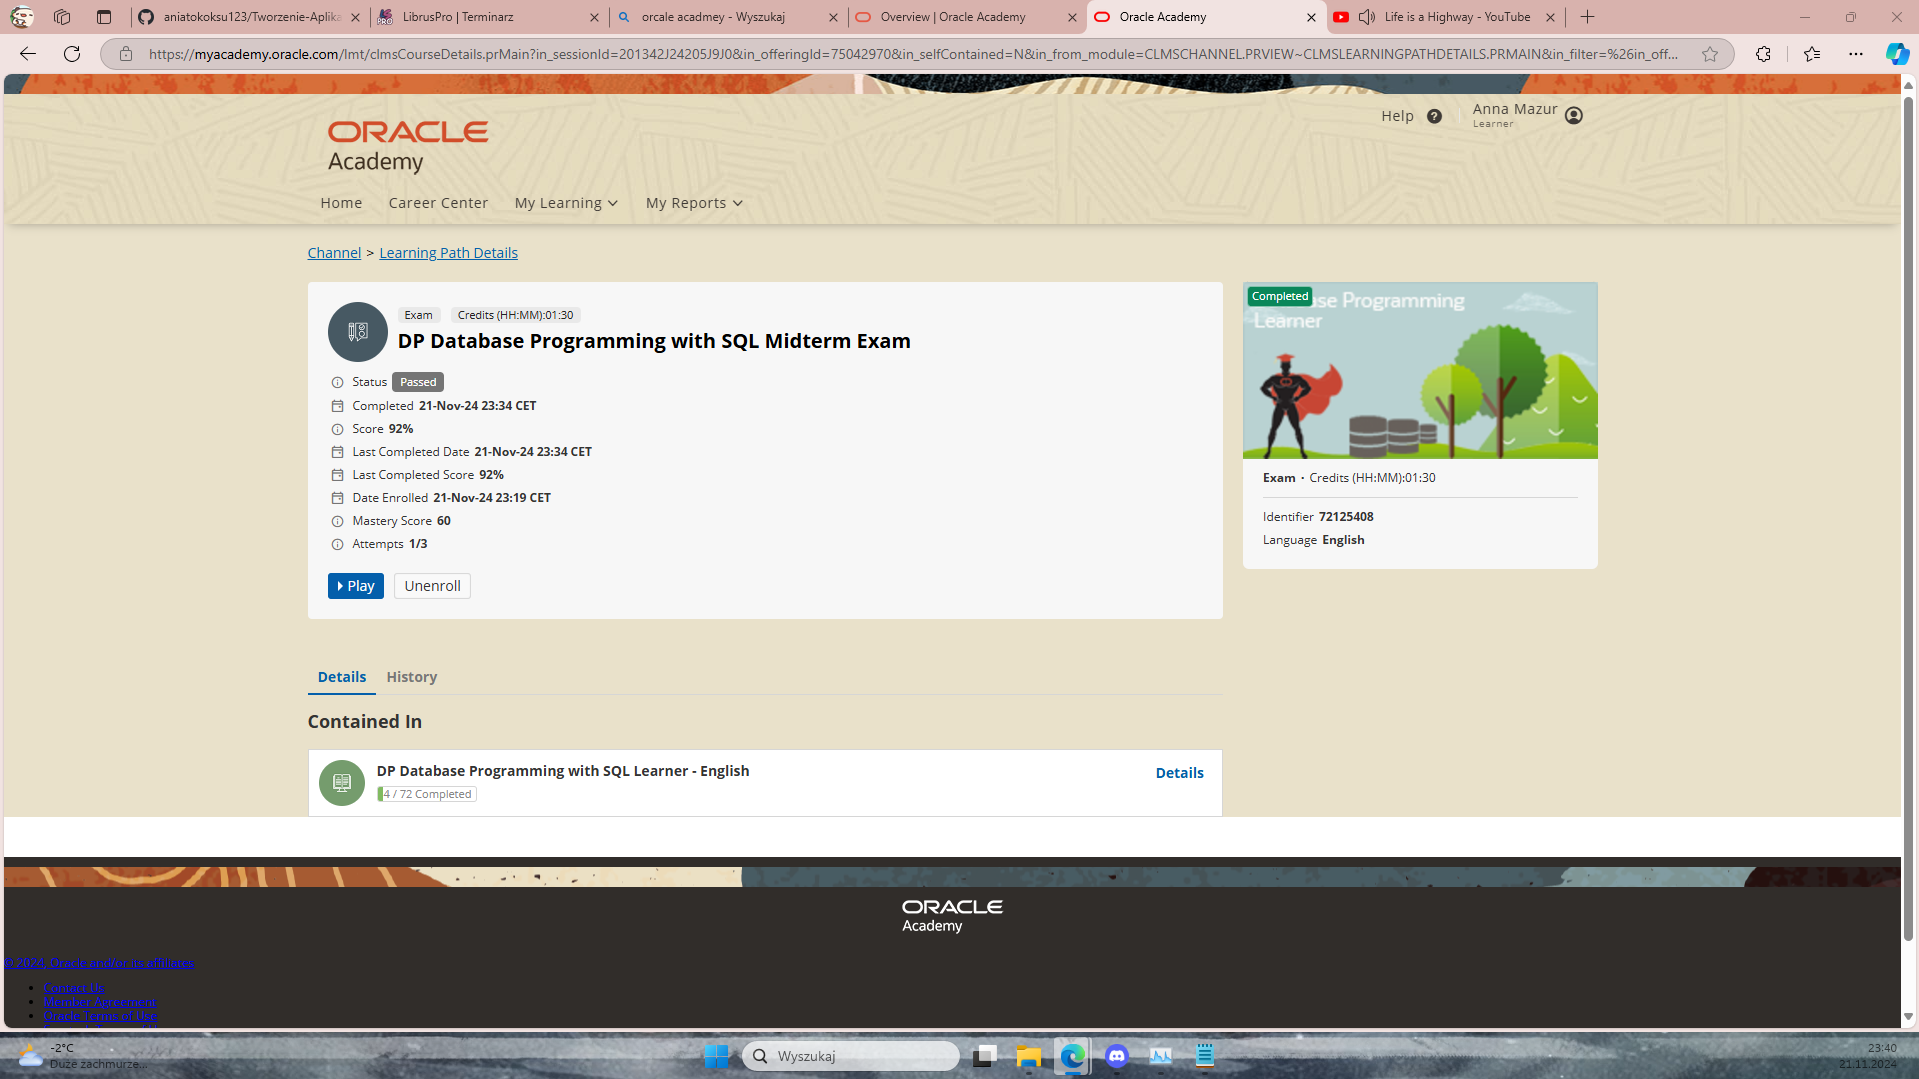 aniatokoksu123/Tworzenie-Aplika
LibrusPro | Terminarz
orcale acadmey - Wyszukaj
Overview | Oracle Academy
Oracle Academy
Life is a Highway - YouTube
https://myacademy.oracle.com/lmt/clmsCourseDetails.prMain?in_sessionId=201342J24205J9J0&in_offeringId=75042970&in_selfContained=N&in_from_module=CLMSCHANNEL.PRVIEW~CLMSLEARNINGPATHDETAILS.PRMAIN&in_filter=%26in_off...
ORACLE
Academy
Help
Anna Mazur
Learner
Home
Career Center
My Learning
My Reports
Channel > Learning Path Details
Exam
Credits (HH:MM):01:30
DP Database Programming with SQL Midterm Exam
Status Passed
Completed 21-Nov-24 23:34 CET
Score 92%
Last Completed Date 21-Nov-24 23:34 CET
Last Completed Score 92%
Date Enrolled 21-Nov-24 23:19 CET
Mastery Score 60
Attempts 1/3
Play
Unenroll
Completed
se Programming
Learner
Exam · Credits (HH:MM):01:30
Identifier 72125408
Language English
Details
History
Contained In
DP Database Programming with SQL Learner - English
4 / 72 Completed
Details
ORACLE
Academy
© 2024, Oracle and/or its affiliates
Contact Us
Member Agreement
Oracle Terms of Use
-2°C
Duże zachmurze...
Wyszukaj
23:40
21.11.2024